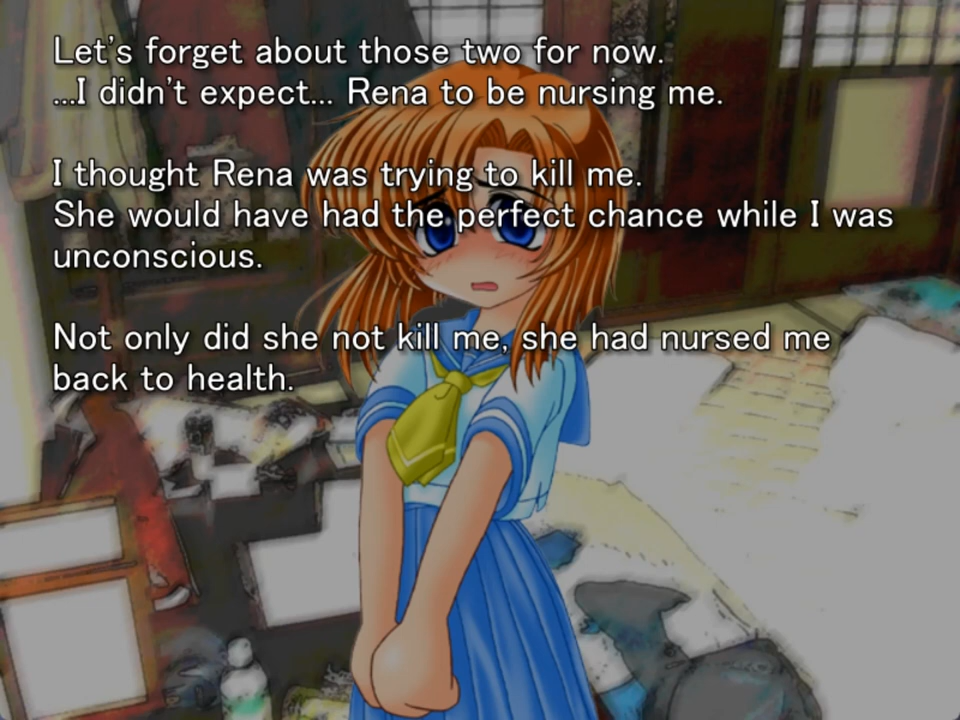 Let's forget about those two for now.
...I didn't expect... Rena to be nursing me.
I thought Rena was trying to kill me.
She would have had the perfect chance while I was
unconscious.
Not only did she not kill me, she had nursed me
back to health.